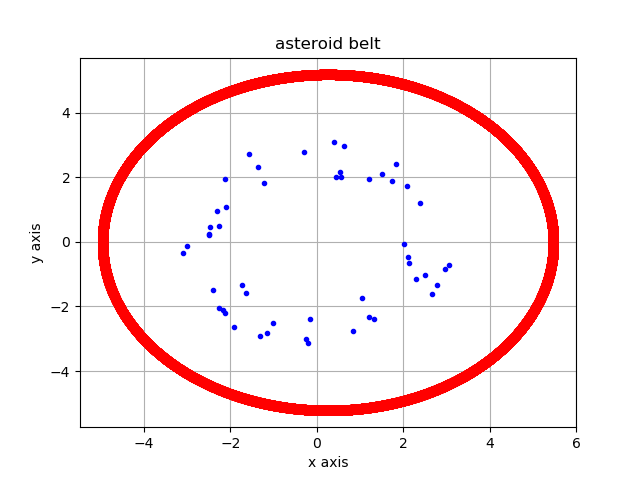 asteroid belt
y axis
4
2
0
−2
−4
−4 −2 0 2 4 6
x axis